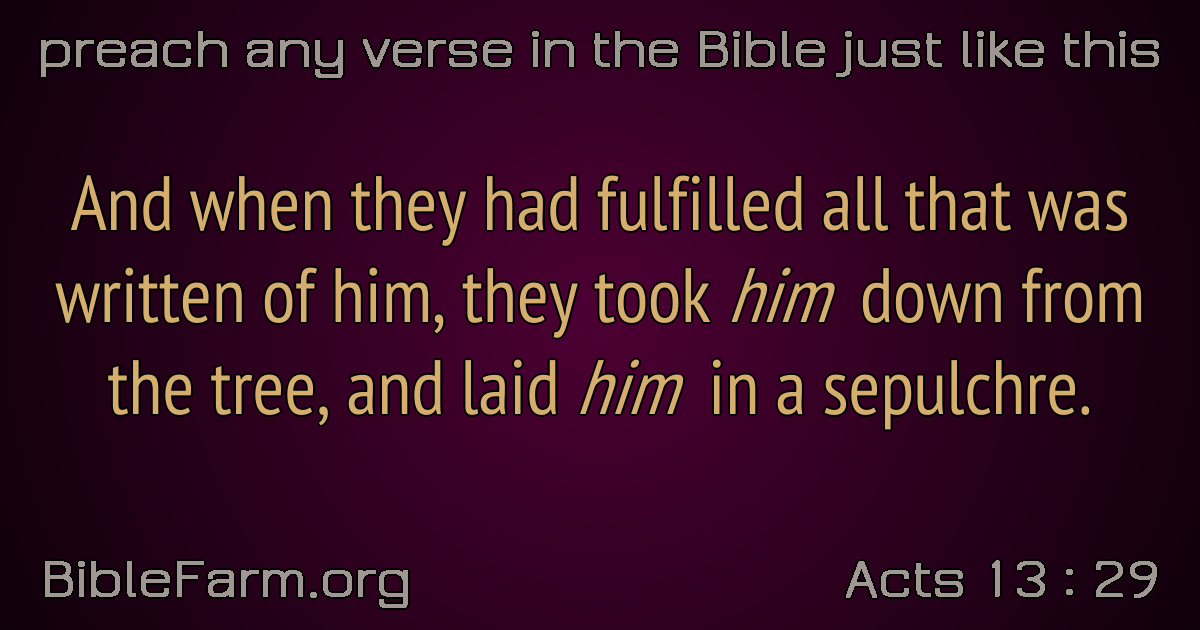 preach any verse in the Bible just like this
And when they had fulfilled all that was
written of him, they took him down from
the tree, and laid him in a sepulchre.
BibleFarm.org
Acts 13 : 29